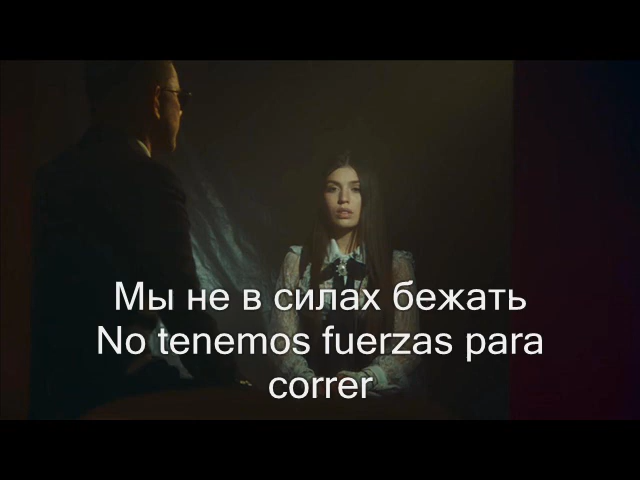 Мы не в силах бежать
No tenemos fuerzas para
correr